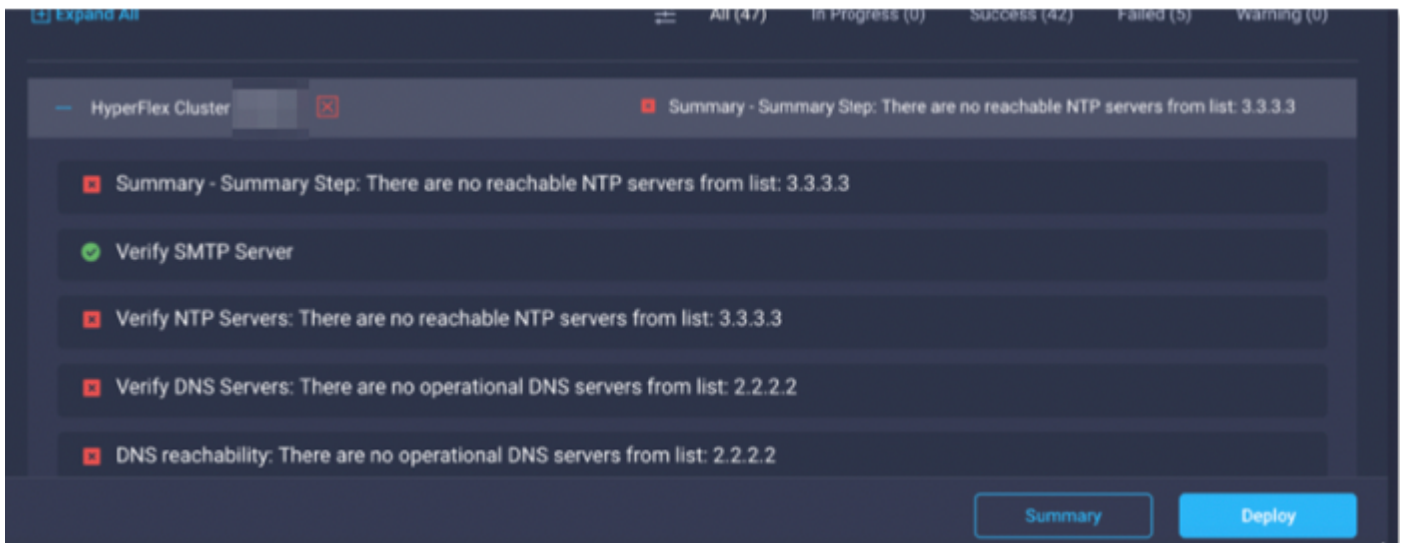 Expand All
All (47) In Progress (0) Success (42) Failed (5) Warning (0)
HyperFlex Cluster
Summary - Summary Step: There are no reachable NTP servers from list: 3.3.3.3
Summary - Summary Step: There are no reachable NTP servers from list: 3.3.3.3
Verify SMTP Server
Verify NTP Servers: There are no reachable NTP servers from list: 3.3.3.3
Verify DNS Servers: There are no operational DNS servers from list: 2.2.2.2
DNS reachability: There are no operational DNS servers from list: 2.2.2.2
Summary
Deploy